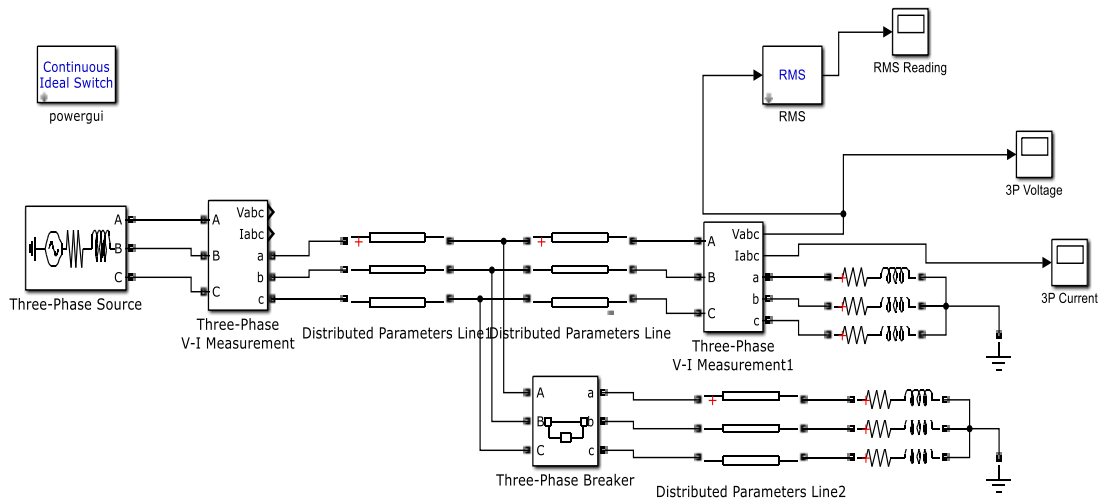 Continuous
Ideal Switch
powergui
RMS
RMS
RMS Reading
3P Voltage
3P Current
A
B
C
Three-Phase Source
A
B
C
Vabc
Iabc
a
b
c
Three-Phase
V-I Measurement
Distributed Parameters Line1
Distributed Parameters Line
A
B
C
Vabc
Iabc
a
b
c
Three-Phase
V-I Measurement1
A
B
C
a
b
c
Three-Phase Breaker
Distributed Parameters Line2